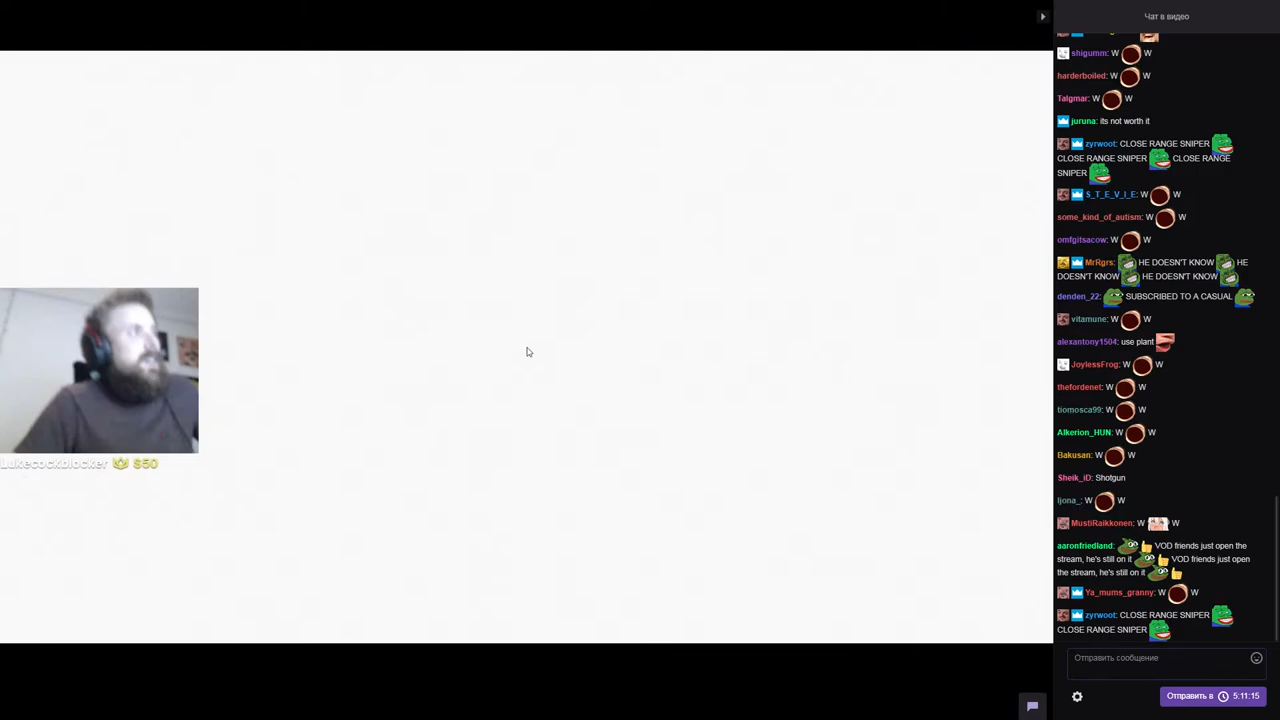 Чат в видео
shigumm: W W
harderboiled: W W
Talgmar: W W
juruna: its not worth it
zyrwoot: CLOSE RANGE SNIPER
CLOSE RANGE SNIPER CLOSE RANGE
SNIPER
S_T_E_V_I_E: W W
some_kind_of_autism: W W
omfgitsacow: W W
MrRgrs: HE DOESN'T KNOW HE
DOESN'T KNOW HE DOESN'T KNOW
denden_22: SUBSCRIBED TO A CASUAL
vitamune: W W
alexantony1504: use plant
JoylessFrog: W W
thefordenet: W W
tiomosca99: W W
Alkerion_HUN: W W
Bakusan: W W
Sheik_iD: Shotgun
ljona_: W W
MustiRaikkonen: W W
aaronfriedland: VOD friends just open the
stream, he's still on it VOD friends just open
the stream, he's still on it
Ya_mums_granny: W W
zyrwoot: CLOSE RANGE SNIPER
CLOSE RANGE SNIPER
Lukecockblocker $50
Отправить сообщение
Отправить в 5:11:15